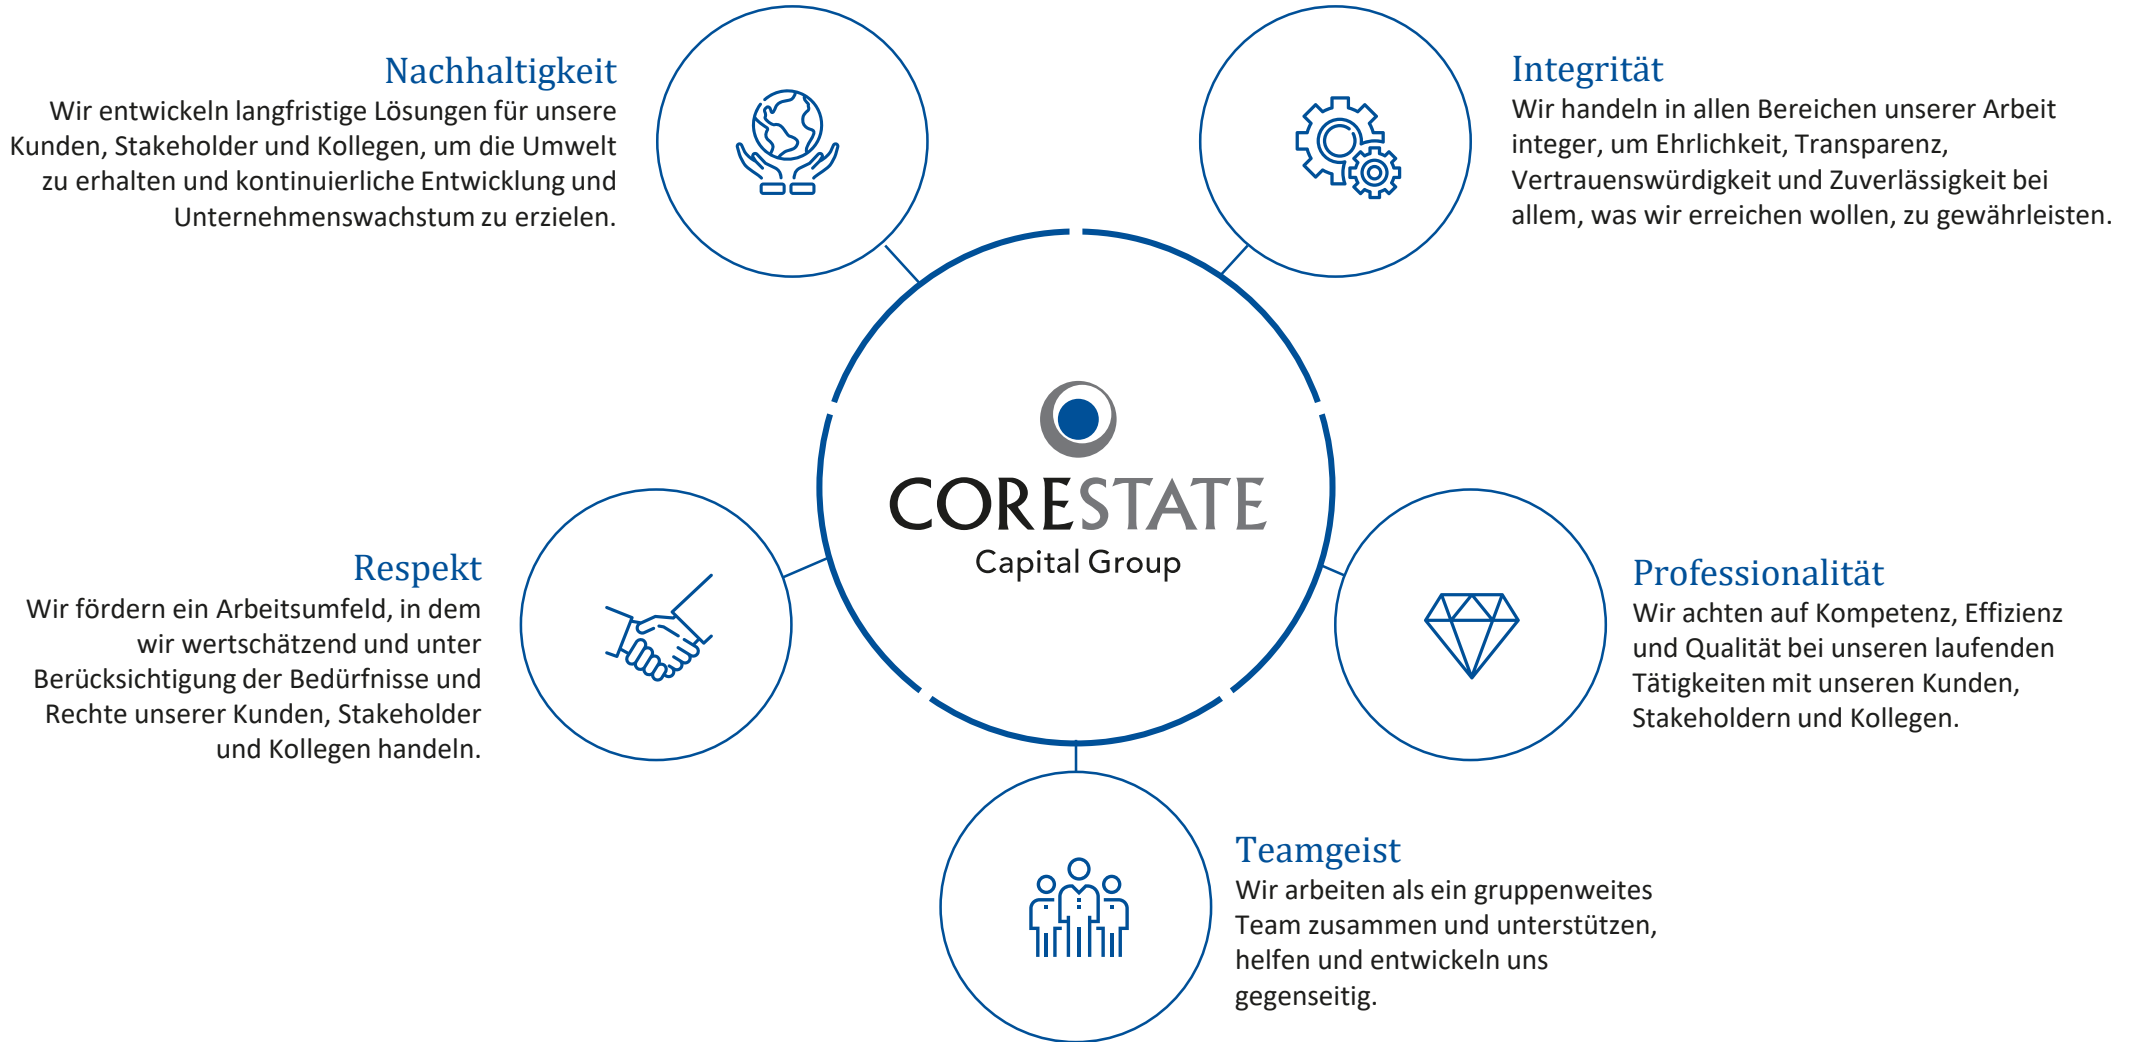 Nachhaltigkeit
Wir entwickeln langfristige Lösungen für unsere
Kunden, Stakeholder und Kollegen, um die Umwelt
zu erhalten und kontinuierliche Entwicklung und
Unternehmenswachstum zu erzielen.
Integrität
Wir handeln in allen Bereichen unserer Arbeit
integer, um Ehrlichkeit, Transparenz,
Vertrauenswürdigkeit und Zuverlässigkeit bei
allem, was wir erreichen wollen, zu gewährleisten.
CORESTATE
Capital Group
Respekt
Wir fördern ein Arbeitsumfeld, in dem
wir wertschätzend und unter
Berücksichtigung der Bedürfnisse und
Rechte unserer Kunden, Stakeholder
und Kollegen handeln.
Professionalität
Wir achten auf Kompetenz, Effizienz
und Qualität bei unseren laufenden
Tätigkeiten mit unseren Kunden,
Stakeholdern und Kollegen.
Teamgeist
Wir arbeiten als ein gruppenweites
Team zusammen und unterstützen,
helfen und entwickeln uns
gegenseitig.